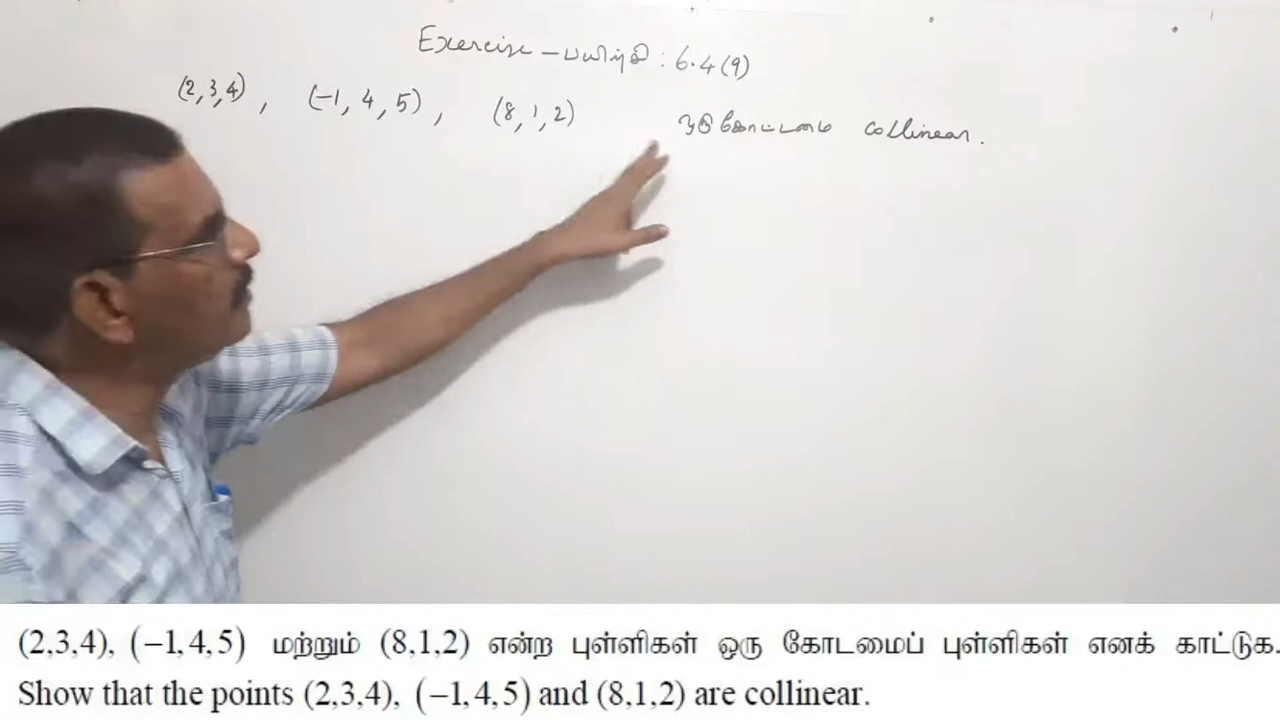 Exercise – பயிற்சி : 6.4 (9)
(2,3,4), (-1, 4, 5), (8, 1, 2) ஒருகோட்டமை collinear.
(2,3,4), (−1,4,5) மற்றும் (8,1,2) என்ற புள்ளிகள் ஒரு கோடமைப் புள்ளிகள் எனக் காட்டுக.
Show that the points (2,3,4), (−1,4,5) and (8,1,2) are collinear.